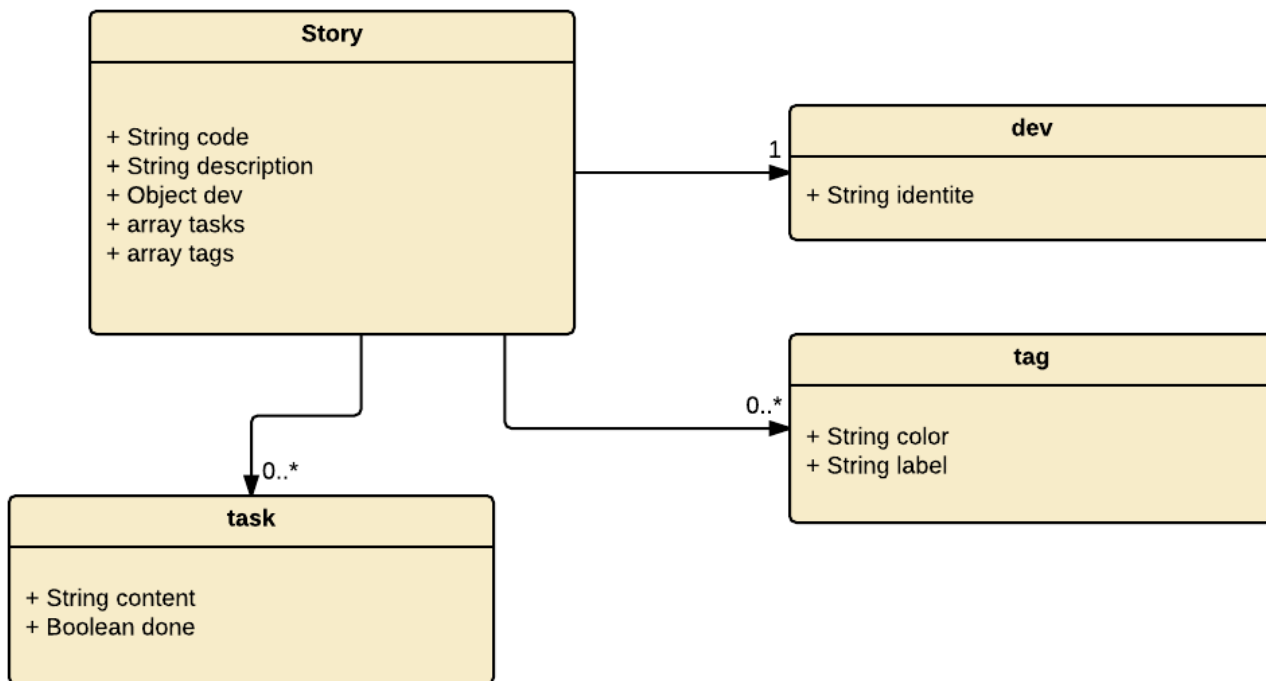 Story
+ String code
+ String description
+ Object dev
+ array tasks
+ array tags
1
dev
+ String identite
0..*
tag
+ String color
+ String label
0..*
task
+ String content
+ Boolean done